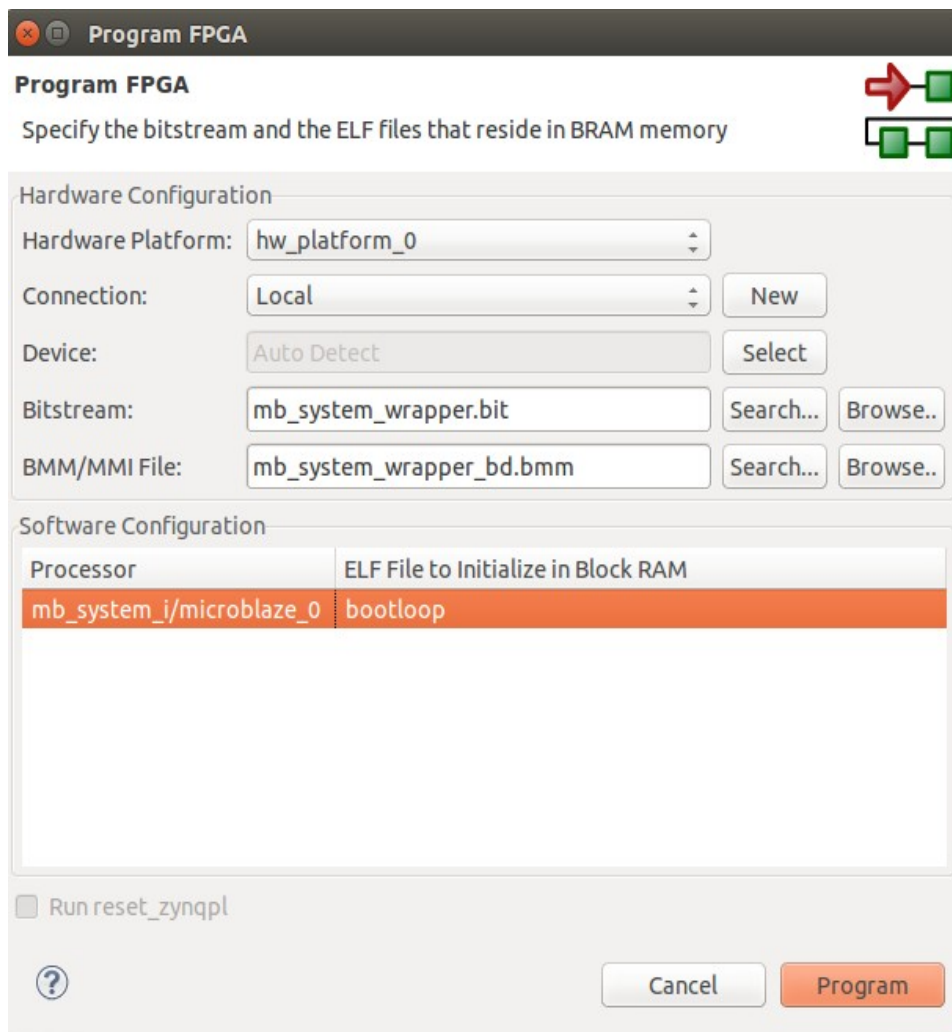 Program FPGA
Program FPGA
Specify the bitstream and the ELF files that reside in BRAM memory
Hardware Configuration
Hardware Platform: hw_platform_0
Connection: Local New
Device: Auto Detect Select
Bitstream: mb_system_wrapper.bit Search... Browse..
BMM/MMI File: mb_system_wrapper_bd.bmm Search... Browse..
Software Configuration
Processor ELF File to Initialize in Block RAM
mb_system_i/microblaze_0 bootloop
Run reset_zynqpl
? Cancel Program